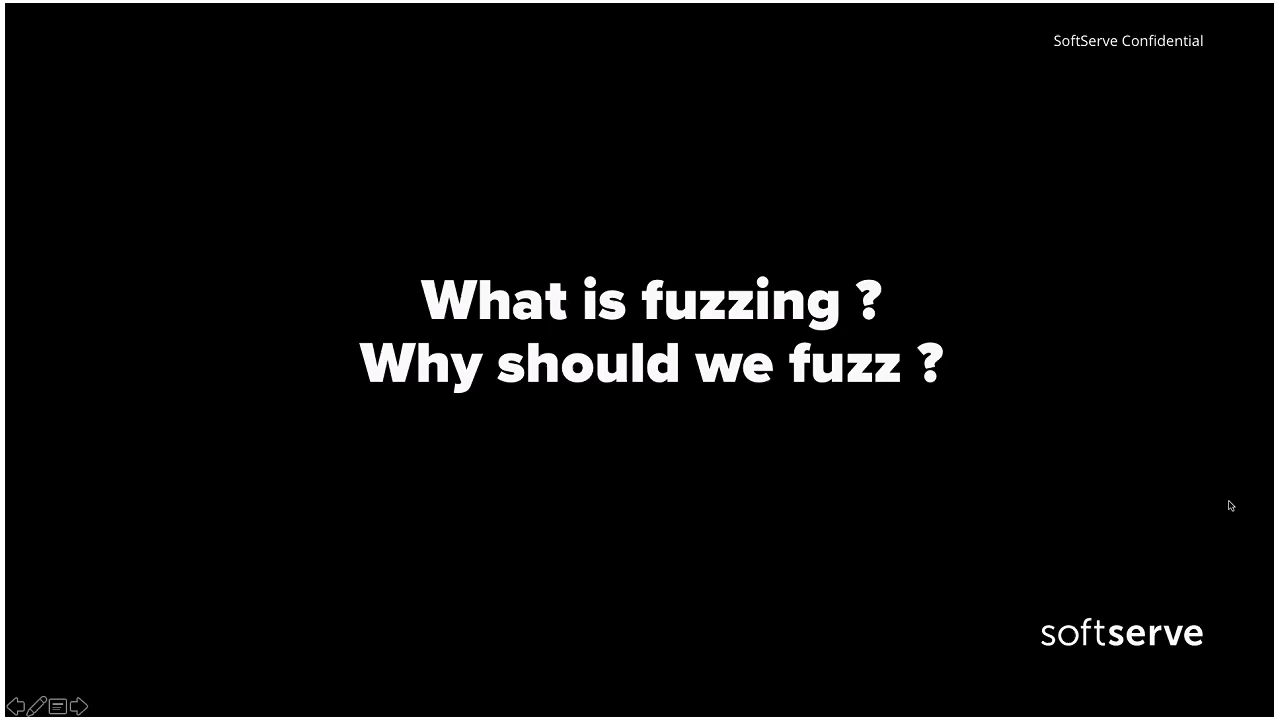 SoftServe Confidential
What is fuzzing ?
Why should we fuzz ?
softserve